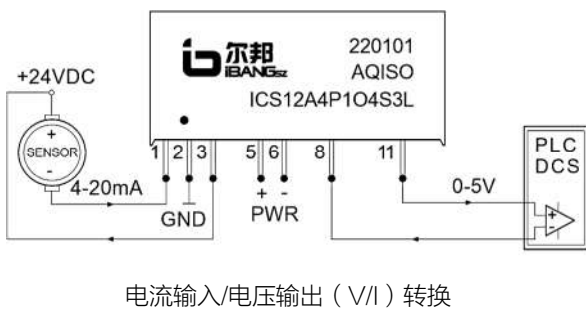 尔邦
IBANGsz
220101
AQISO
ICS12A4P1O4S3L
+24VDC
+
SENSOR
-
4-20mA
1 2 3 5 6 8 11
GND
+ -
PWR
0-5V
PLC
DCS
+
-
电流输入/电压输出(V/I)转换